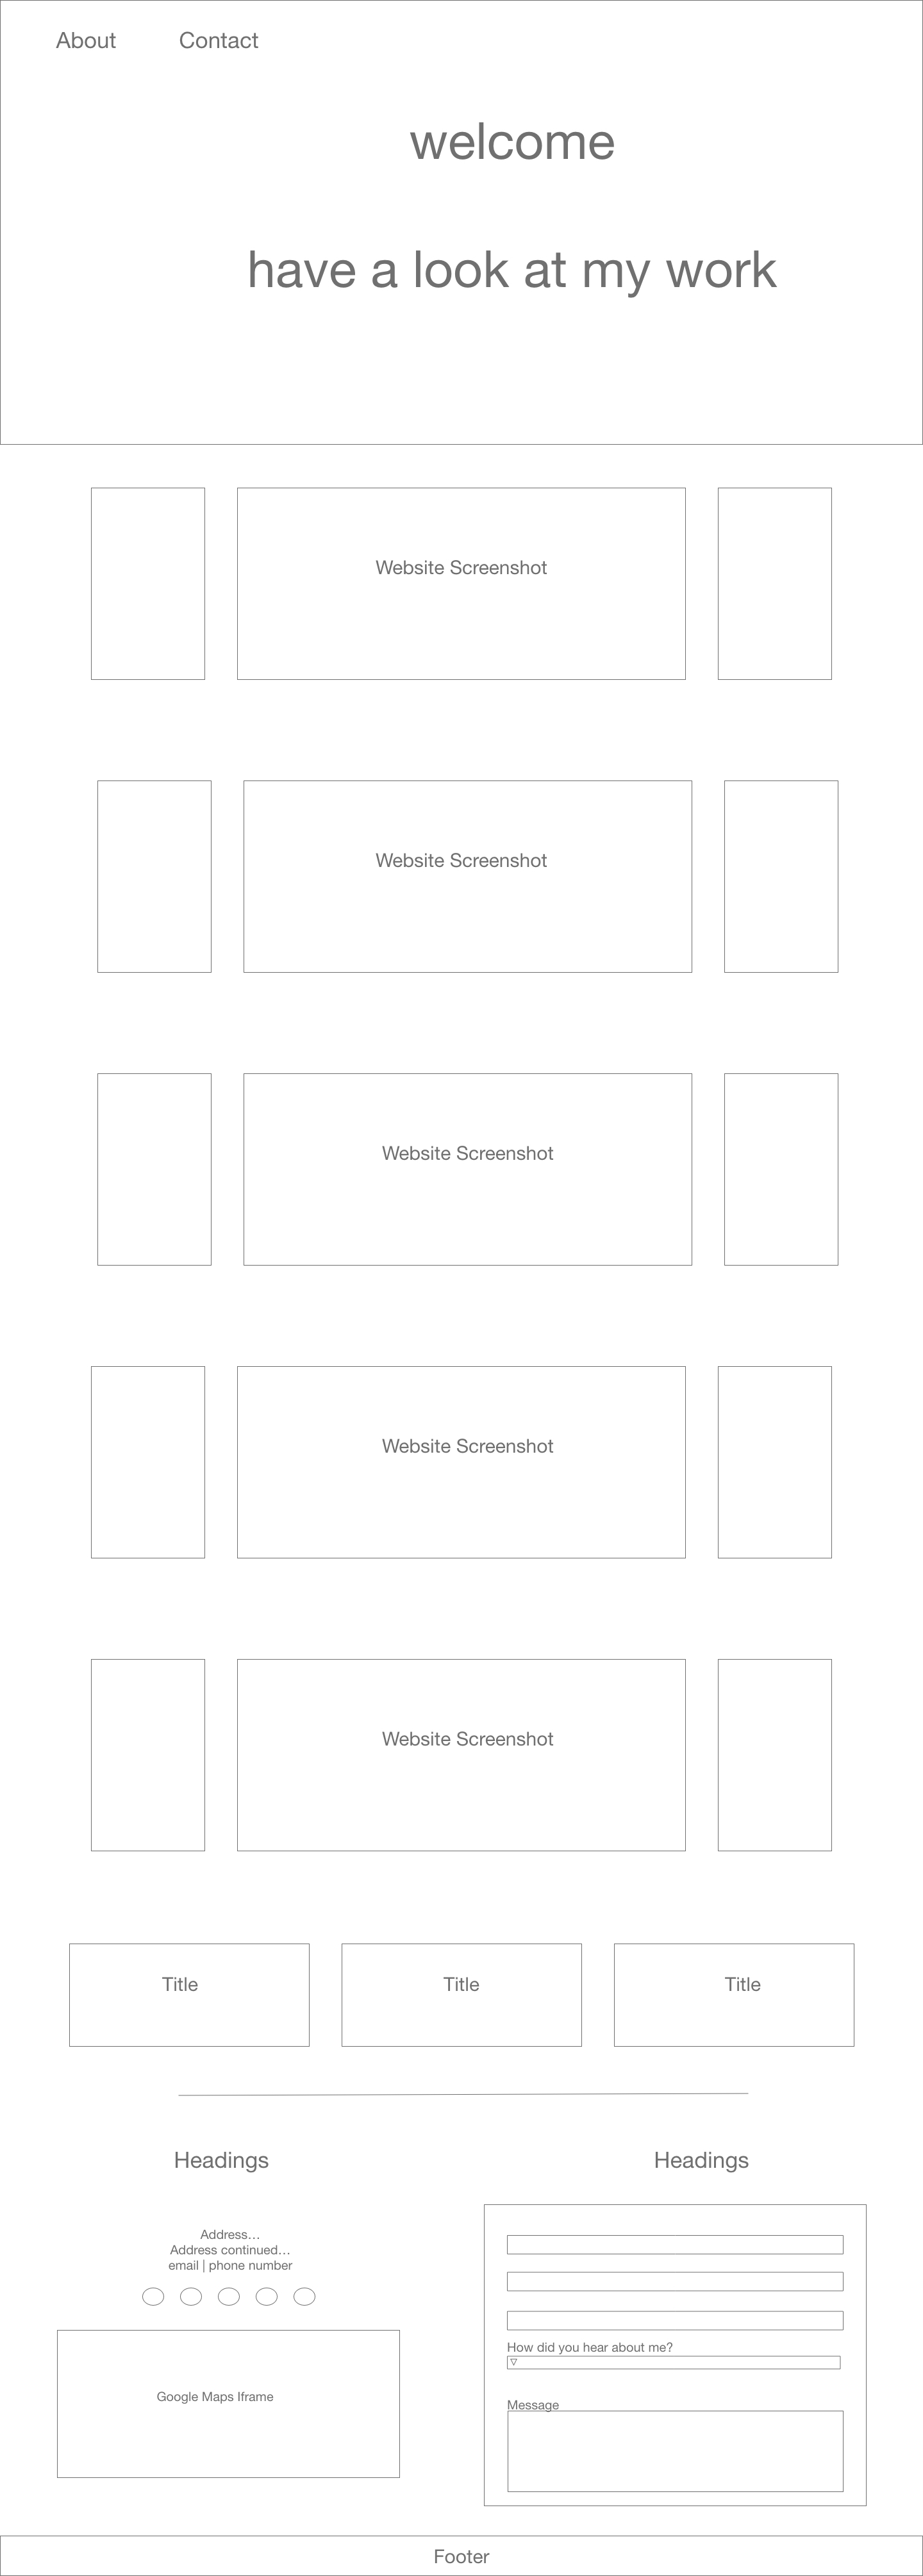 About Contact
welcome
have a look at my work
Website Screenshot
Website Screenshot
Website Screenshot
Website Screenshot
Website Screenshot
Title Title Title
Headings
Address...
Address continued...
email | phone number
Google Maps Iframe
Headings
How did you hear about me?
Message
Footer